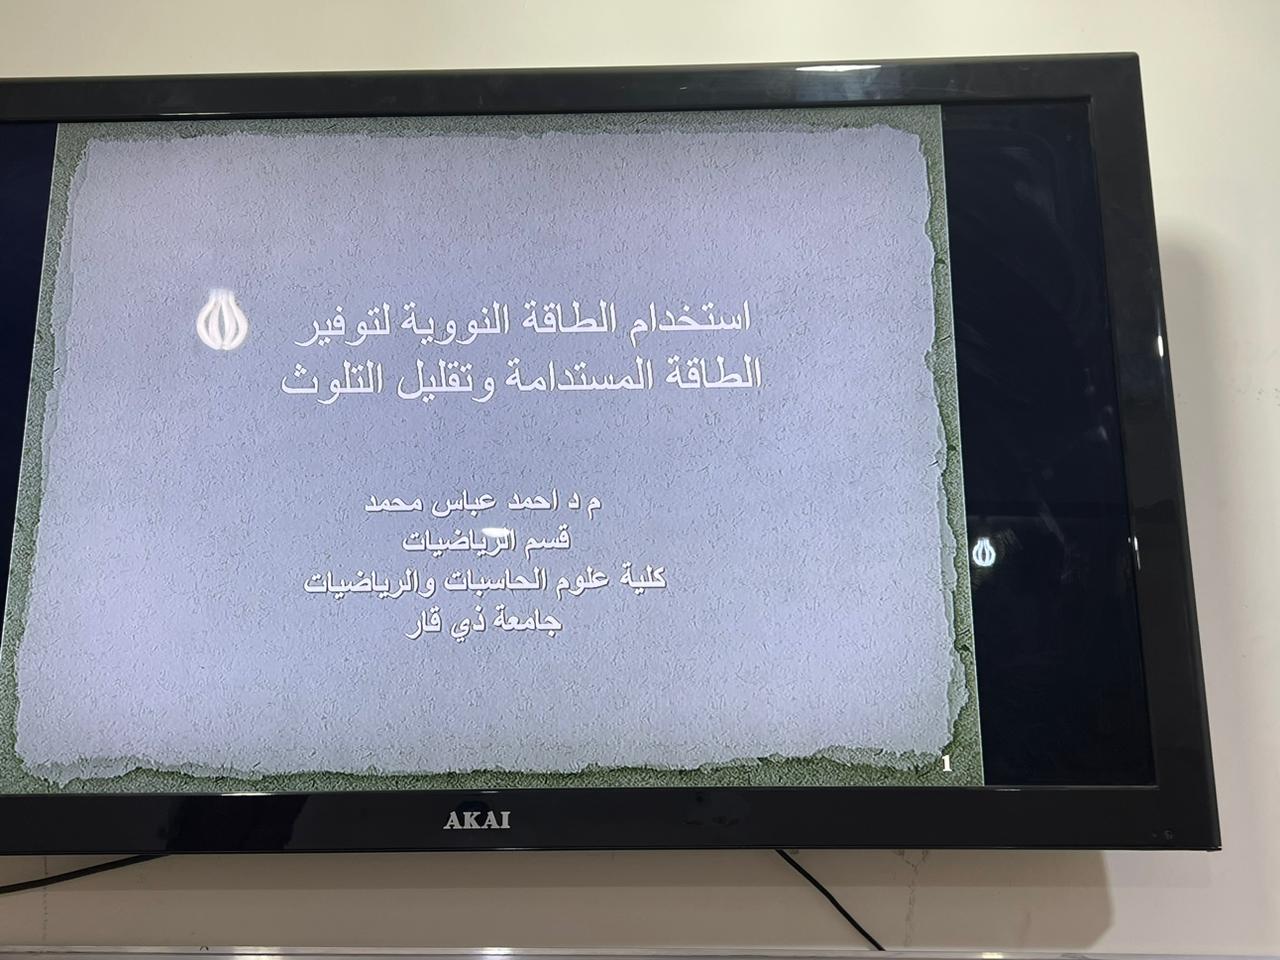 استخدام الطاقة النووية لتوفير
الطاقة المستدامة وتقليل التلوث
م د احمد عباس محمد
قسم الرياضيات
كلية علوم الحاسبات والرياضيات
جامعة ذي قار
1
AKAI